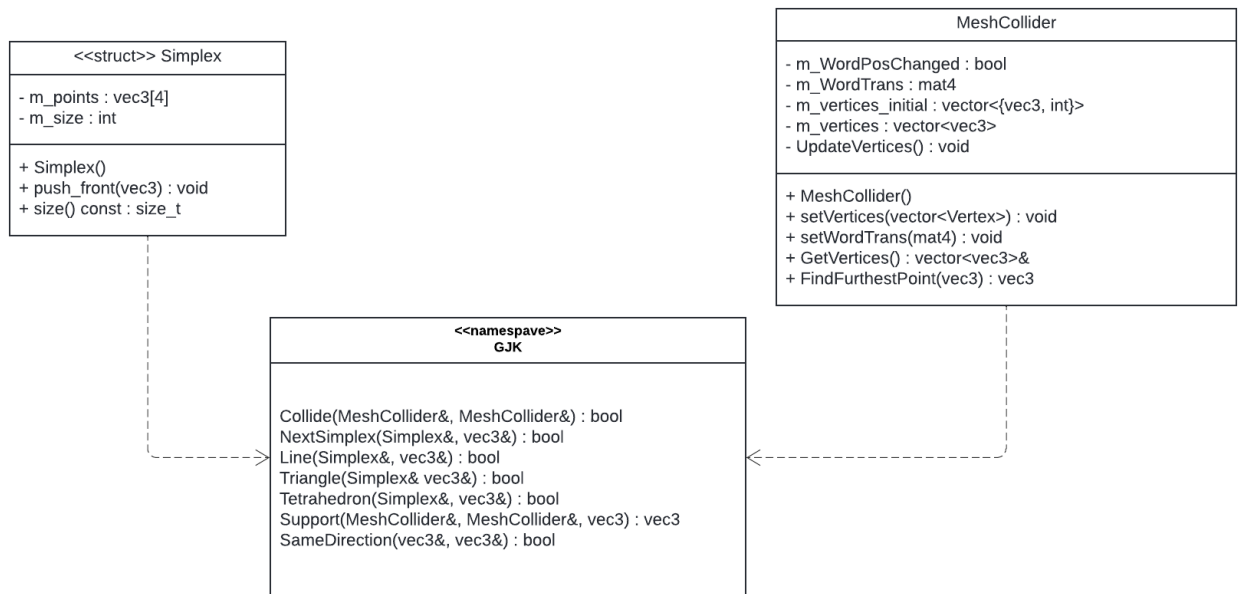 <<struct>> Simplex
- m_points : vec3[4]
- m_size : int
+ Simplex()
+ push_front(vec3) : void
+ size() const : size_t
MeshCollider
- m_WordPosChanged : bool
- m_WordTrans : mat4
- m_vertices_initial : vector<{vec3, int}>
- m_vertices : vector<vec3>
- UpdateVertices() : void
+ MeshCollider()
+ setVertices(vector<Vertex>) : void
+ setWordTrans(mat4) : void
+ GetVertices() : vector<vec3>&
+ FindFurthestPoint(vec3) : vec3
<<namespave>>
GJK
Collide(MeshCollider&, MeshCollider&) : bool
NextSimplex(Simplex&, vec3&) : bool
Line(Simplex&, vec3&) : bool
Triangle(Simplex& vec3&) : bool
Tetrahedron(Simplex&, vec3&) : bool
Support(MeshCollider&, MeshCollider&, vec3) : vec3
SameDirection(vec3&, vec3&) : bool